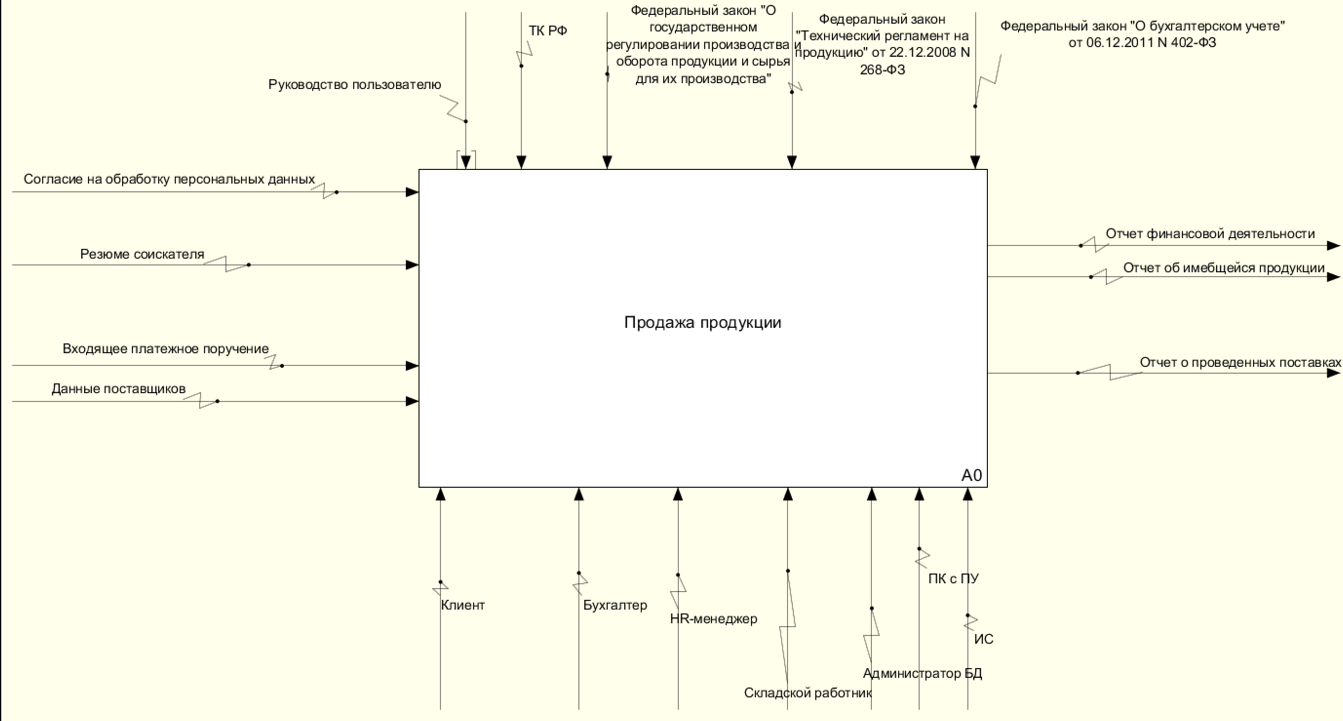 Руководство пользователю
ТК РФ
Федеральный закон "О
государственном
регулировании производства и
оборота продукции и сырья
для их производства"
Федеральный закон
"Технический регламент на
продукцию" от 22.12.2008 N
268-ФЗ
Федеральный закон "О бухгалтерском учете"
от 06.12.2011 N 402-ФЗ
Согласие на обработку персональных данных
Резюме соискателя
Входящее платежное поручение
Данные поставщиков
Продажа продукции
A0
Отчет финансовой деятельности
Отчет об имебщейся продукции
Отчет о проведенных поставках
Клиент
Бухгалтер
HR-менеджер
Складской работник
Администратор БД
ПК с ПУ
ИС